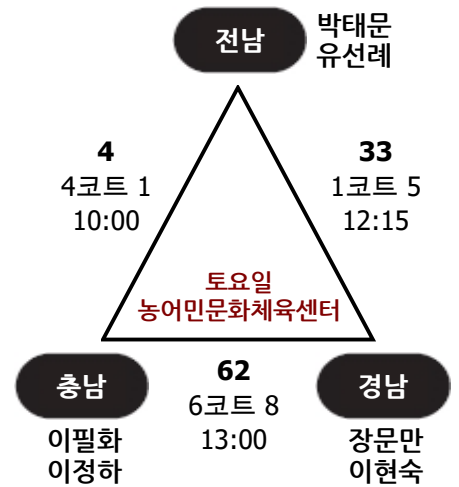 전남
박태문
유선례
4
4코트 1
10:00
33
1코트 5
12:15
토요일
농어민문화체육센터
충남
이필화
이정하
62
6코트 8
13:00
경남
장문만
이현숙